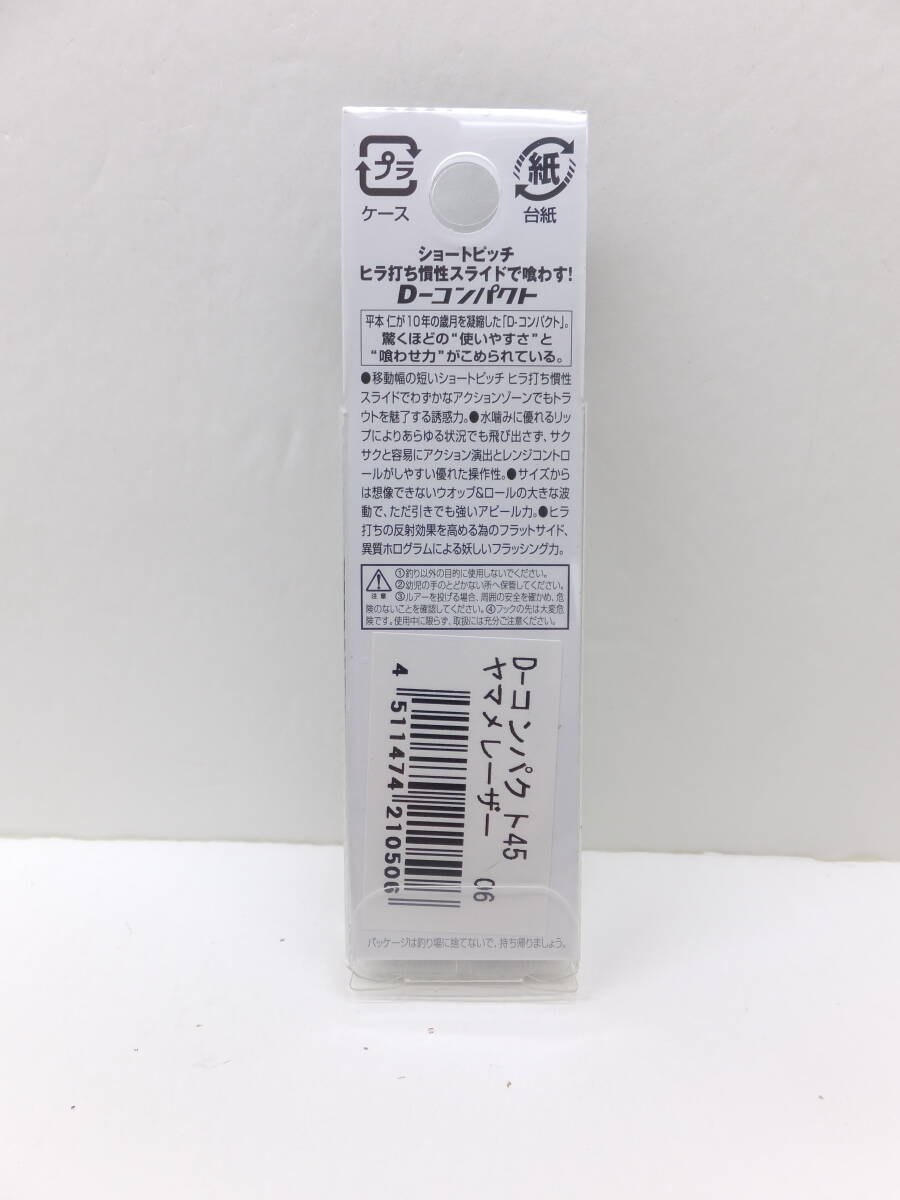 プラ
紙
ケース
台紙
ショートピッチ
ヒラ打ち慣性スライドで喰わす!
D-コンパクト
平本 仁が10年の歳月を凝縮した「D-コンパクト」。
驚くほどの“使いやすさ”と
“喰わせ力”がこめられている。
●移動幅の短いショートピッチ ヒラ打ち慣性
スライドでわずかなアクションゾーンでもトラ
ウトを魅了する誘惑力。●水噛みに優れるリッ
プによりあらゆる状況でも飛び出さず、サク
サクと容易にアクション演出とレンジコントロ
ールがしやすい優れた操作性。●サイズから
は想像できないウオッブ&ロールの大きな波
動で、ただ引きでも強いアピール力。●ヒラ
打ちの反射効果を高める為のフラットサイド、
異質ホログラムによる妖しいフラッシング力。
注意
①釣り以外の目的に使用しないでください。
②幼児の手のとどかない所へ保管してください。
③ルアーを投げる場合、周囲の安全を確かめ、危
険のないことを確認してください。④フックの先は大変危
険です。使用中に限らず、取扱には充分ご注意ください。
D-コンパクト45
ヤマメレーザー 06
4 511474 210506
パッケージは釣り場に捨てないで、持ち帰りましょう。